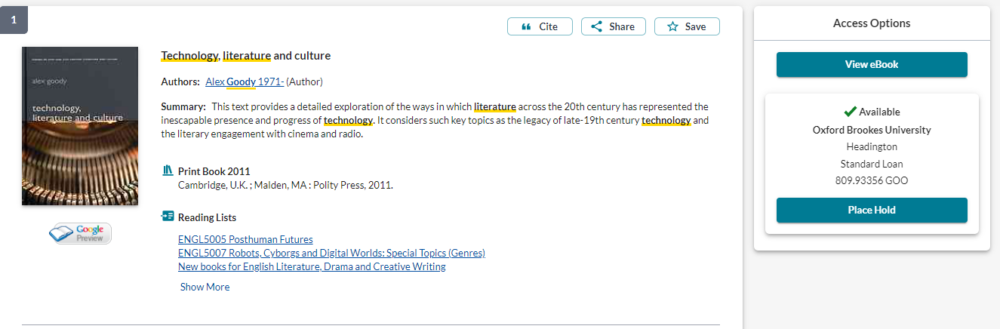 1
Cite
Share
Save
alex goody
technology,
literature and culture
Google
Preview
Technology, literature and culture
Authors: Alex Goody 1971- (Author)
Summary: This text provides a detailed exploration of the ways in which literature across the 20th century has represented the
inescapable presence and progress of technology. It considers such key topics as the legacy of late-19th century technology and
the literary engagement with cinema and radio.
Print Book 2011
Cambridge, U.K. ; Malden, MA : Polity Press, 2011.
Reading Lists
ENGL5005 Posthuman Futures
ENGL5007 Robots, Cyborgs and Digital Worlds: Special Topics (Genres)
New books for English Literature, Drama and Creative Writing
Show More
Access Options
View eBook
Available
Oxford Brookes University
Headington
Standard Loan
809.93356 GOO
Place Hold